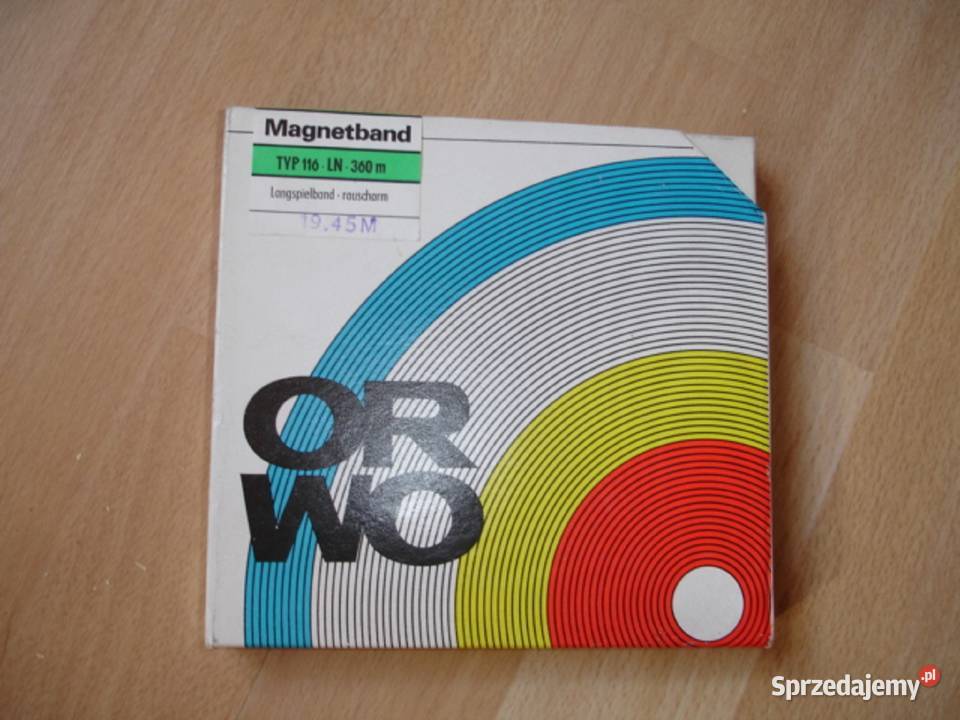 Magnetband
TYP 116 · LN · 360 m
Langspielband · rauscharm
19.45M
OR
WO
Sprzedajemy.pl